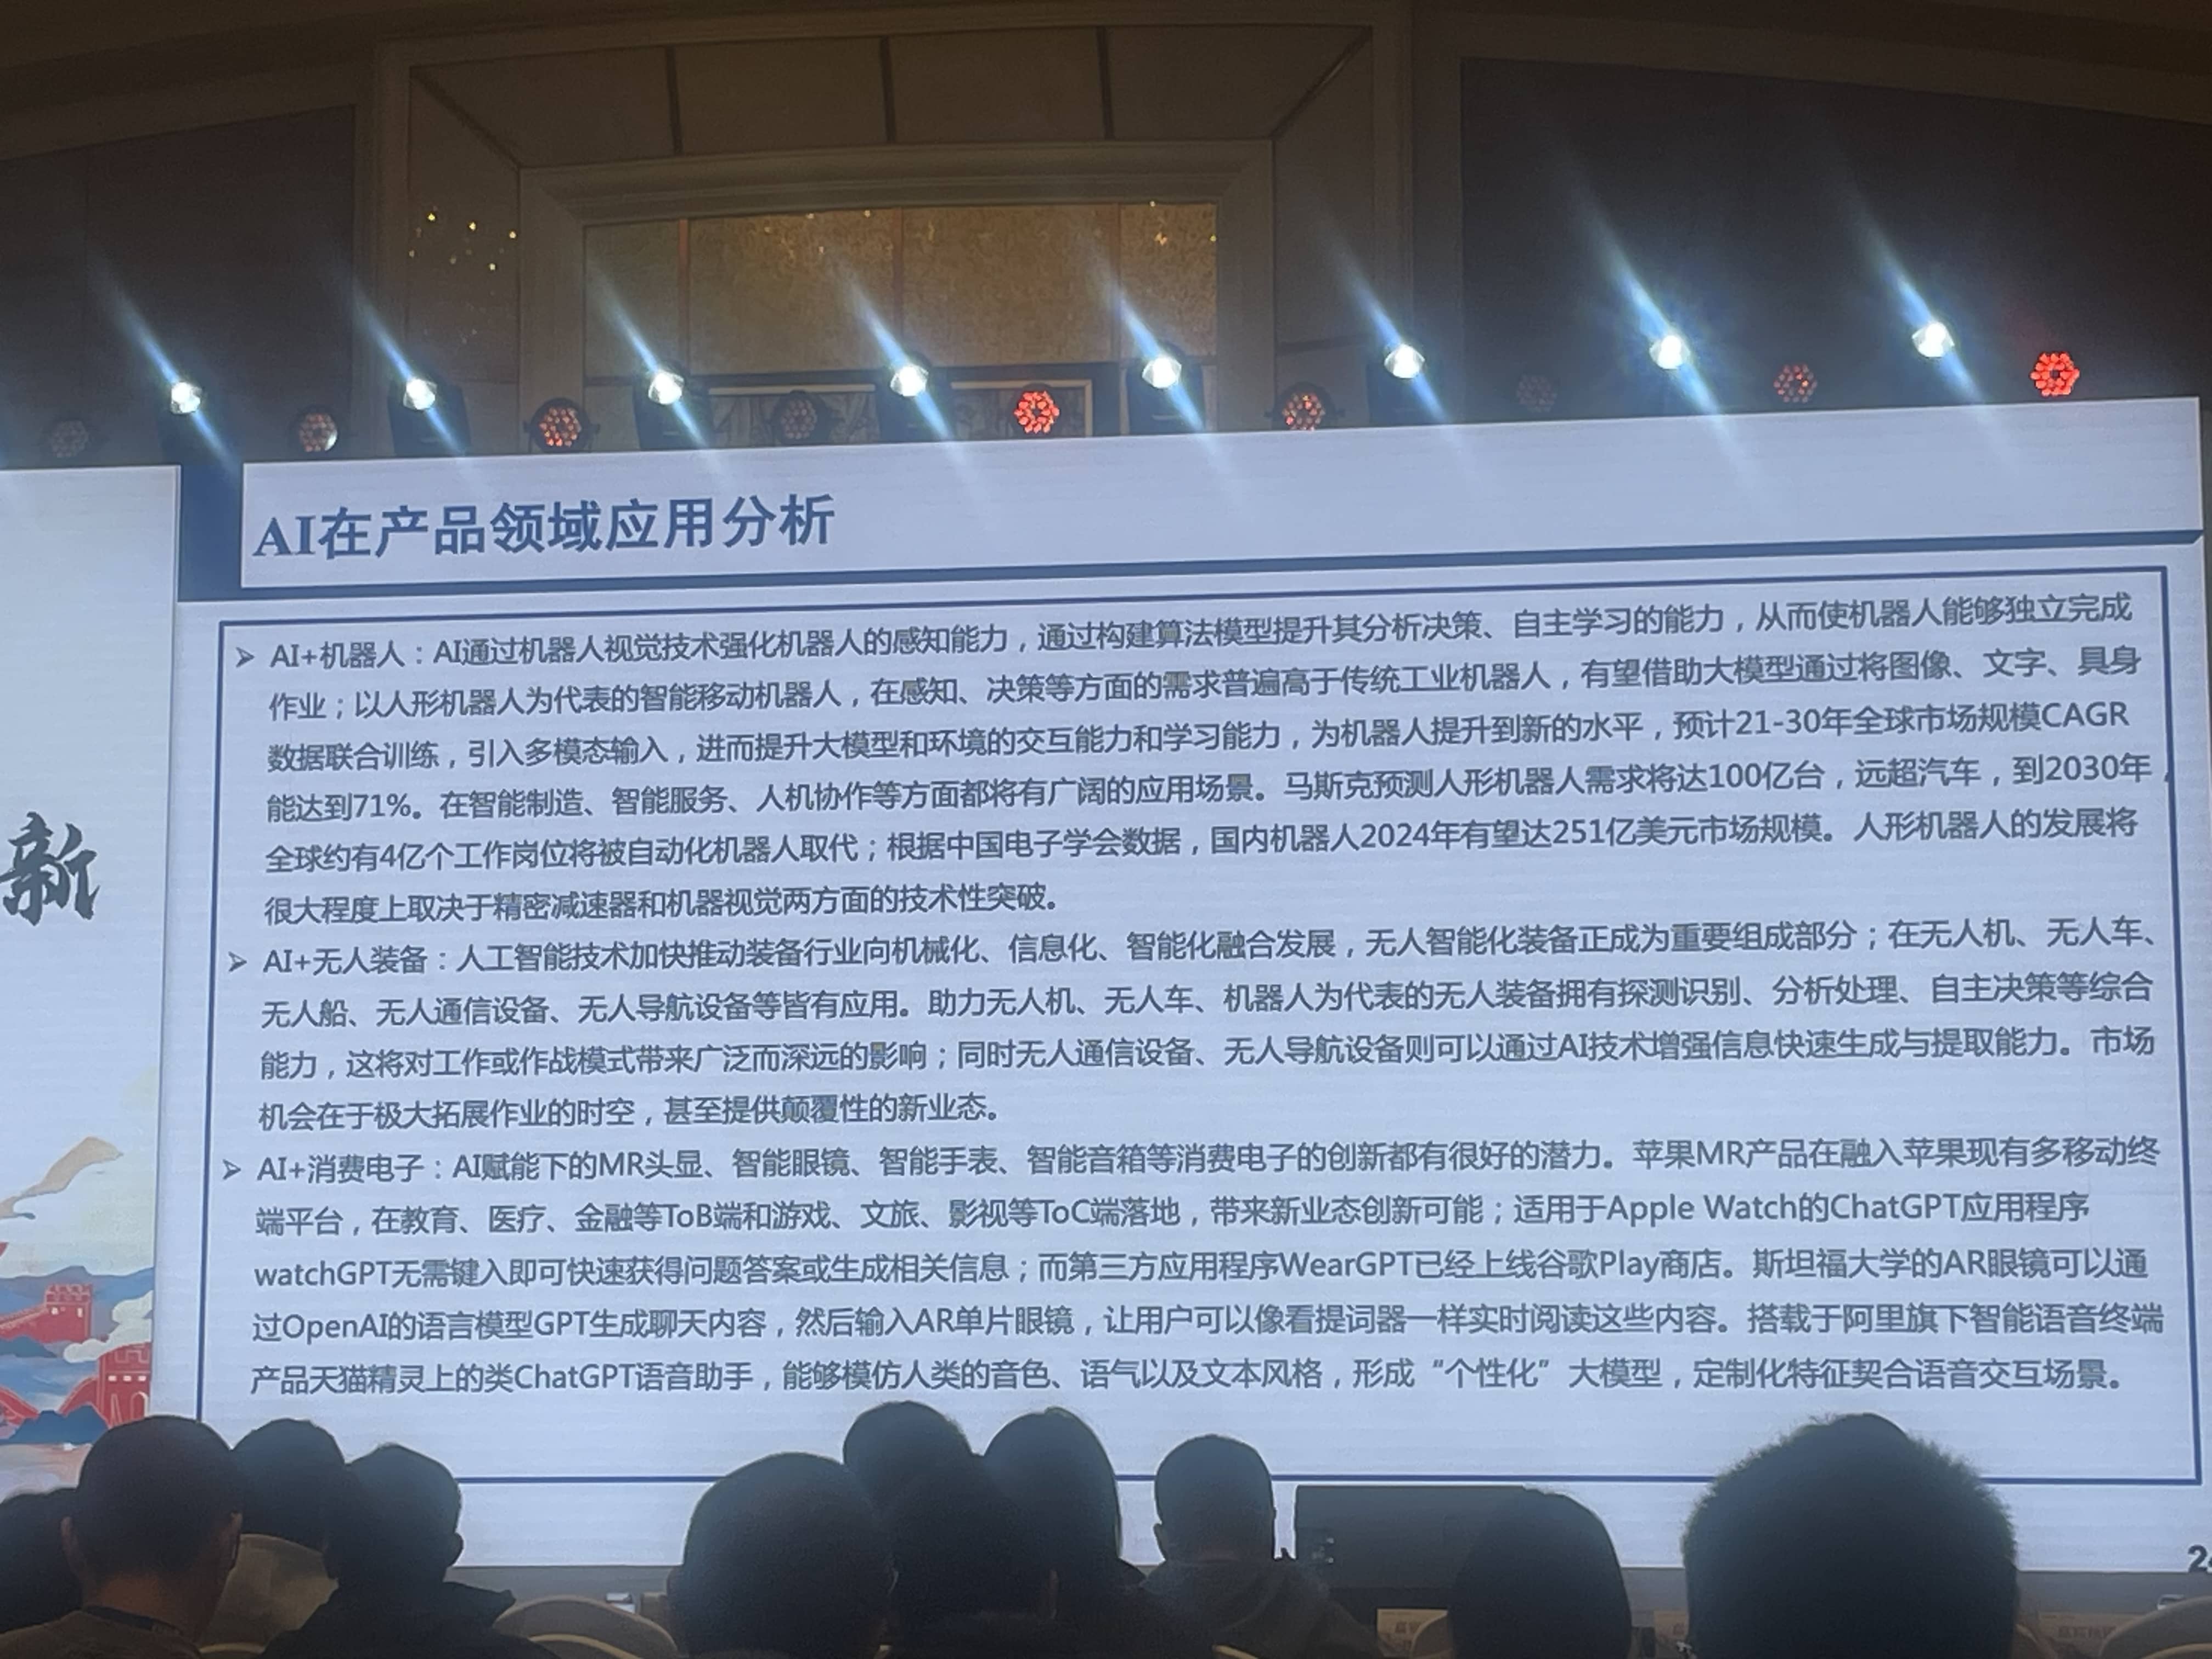 新
AI在产品领域应用分析
➢ AI+机器人：AI通过机器人视觉技术强化机器人的感知能力，通过构建算法模型提升其分析决策、自主学习的能力，从而使机器人能够独立完成
作业；以人形机器人为代表的智能移动机器人，在感知、决策等方面的需求普遍高于传统工业机器人，有望借助大模型通过将图像、文字、具身
数据联合训练，引入多模态输入，进而提升大模型和环境的交互能力和学习能力，为机器人提升到新的水平，预计21-30年全球市场规模CAGR
能达到71%。在智能制造、智能服务、人机协作等方面都将有广阔的应用场景。马斯克预测人形机器人需求将达100亿台，远超汽车，到2030年，
全球约有4亿个工作岗位将被自动化机器人取代；根据中国电子学会数据，国内机器人2024年有望达251亿美元市场规模。人形机器人的发展将
很大程度上取决于精密减速器和机器视觉两方面的技术性突破。
➢ AI+无人装备：人工智能技术加快推动装备行业向机械化、信息化、智能化融合发展，无人智能化装备正成为重要组成部分；在无人机、无人车、
无人船、无人通信设备、无人导航设备等皆有应用。助力无人机、无人车、机器人为代表的无人装备拥有探测识别、分析处理、自主决策等综合
能力，这将对工作或作战模式带来广泛而深远的影响；同时无人通信设备、无人导航设备则可以通过AI技术增强信息快速生成与提取能力。市场
机会在于极大拓展作业的时空，甚至提供颠覆性的新业态。
➢ AI+消费电子：AI赋能下的MR头显、智能眼镜、智能手表、智能音箱等消费电子的创新都有很好的潜力。苹果MR产品在融入苹果现有多移动终
端平台，在教育、医疗、金融等ToB端和游戏、文旅、影视等ToC端落地，带来新业态创新可能；适用于Apple Watch的ChatGPT应用程序
watchGPT无需键入即可快速获得问题答案或生成相关信息；而第三方应用程序WearGPT已经上线谷歌Play商店。斯坦福大学的AR眼镜可以通
过OpenAI的语言模型GPT生成聊天内容，然后输入AR单片眼镜，让用户可以像看提词器一样实时阅读这些内容。搭载于阿里旗下智能语音终端
产品天猫精灵上的类ChatGPT语音助手，能够模仿人类的音色、语气以及文本风格，形成“个性化”大模型，定制化特征契合语音交互场景。